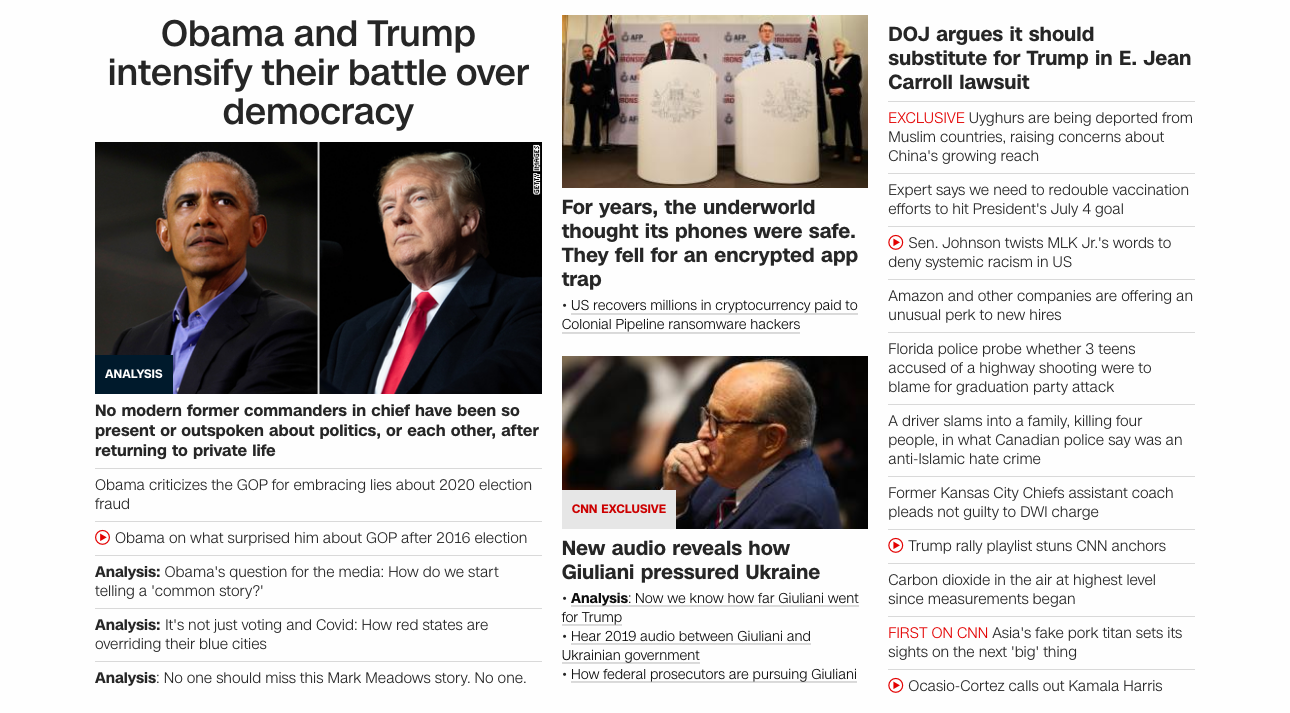 Obama and Trump
intensify their battle over
democracy
GETTY IMAGES
ANALYSIS
No modern former commanders in chief have been so
present or outspoken about politics, or each other, after
returning to private life
Obama criticizes the GOP for embracing lies about 2020 election
fraud
Obama on what surprised him about GOP after 2016 election
Analysis: Obama's question for the media: How do we start
telling a 'common story?'
Analysis: It's not just voting and Covid: How red states are
overriding their blue cities
Analysis: No one should miss this Mark Meadows story. No one.
AFP
IRONSIDE
AFP
IRONSIDE
For years, the underworld
thought its phones were safe.
They fell for an encrypted app
trap
• US recovers millions in cryptocurrency paid to
Colonial Pipeline ransomware hackers
CNN EXCLUSIVE
New audio reveals how
Giuliani pressured Ukraine
• Analysis: Now we know how far Giuliani went
for Trump
• Hear 2019 audio between Giuliani and
Ukrainian government
• How federal prosecutors are pursuing Giuliani
DOJ argues it should
substitute for Trump in E. Jean
Carroll lawsuit
EXCLUSIVE Uyghurs are being deported from
Muslim countries, raising concerns about
China's growing reach
Expert says we need to redouble vaccination
efforts to hit President's July 4 goal
Sen. Johnson twists MLK Jr.'s words to
deny systemic racism in US
Amazon and other companies are offering an
unusual perk to new hires
Florida police probe whether 3 teens
accused of a highway shooting were to
blame for graduation party attack
A driver slams into a family, killing four
people, in what Canadian police say was an
anti-Islamic hate crime
Former Kansas City Chiefs assistant coach
pleads not guilty to DWI charge
Trump rally playlist stuns CNN anchors
Carbon dioxide in the air at highest level
since measurements began
FIRST ON CNN Asia's fake pork titan sets its
sights on the next 'big' thing
Ocasio-Cortez calls out Kamala Harris